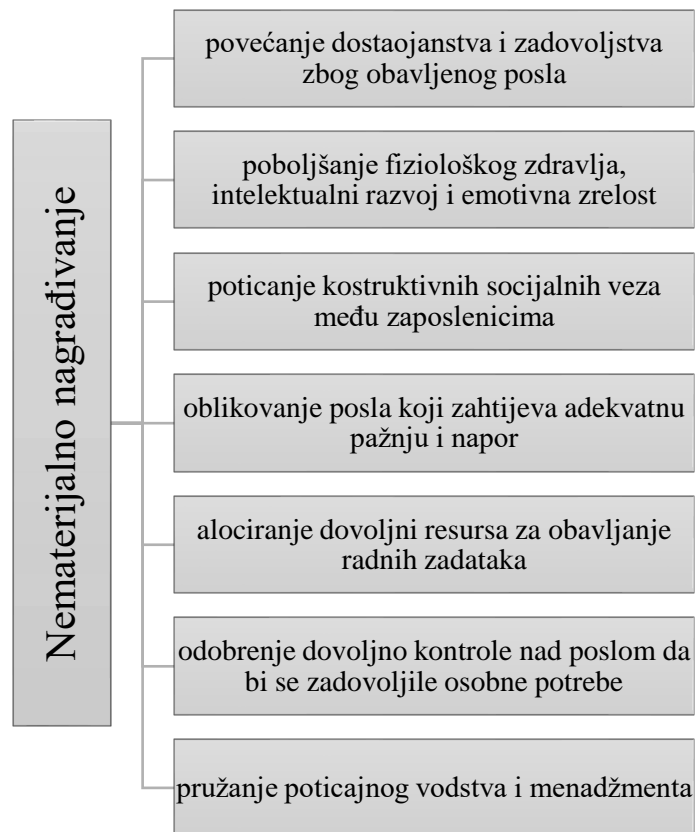 Nematerijalno nagrađivanje
povećanje dostaojanstva i zadovoljstva
zbog obavljenog posla
poboljšanje fiziološkog zdravlja,
intelektualni razvoj i emotivna zrelost
poticanje kostruktivnih socijalnih veza
među zaposlenicima
oblikovanje posla koji zahtijeva adekvatnu
pažnju i napor
alociranje dovoljni resursa za obavljanje
radnih zadataka
odobrenje dovoljno kontrole nad poslom da
bi se zadovoljile osobne potrebe
pružanje poticajnog vodstva i menadžmenta